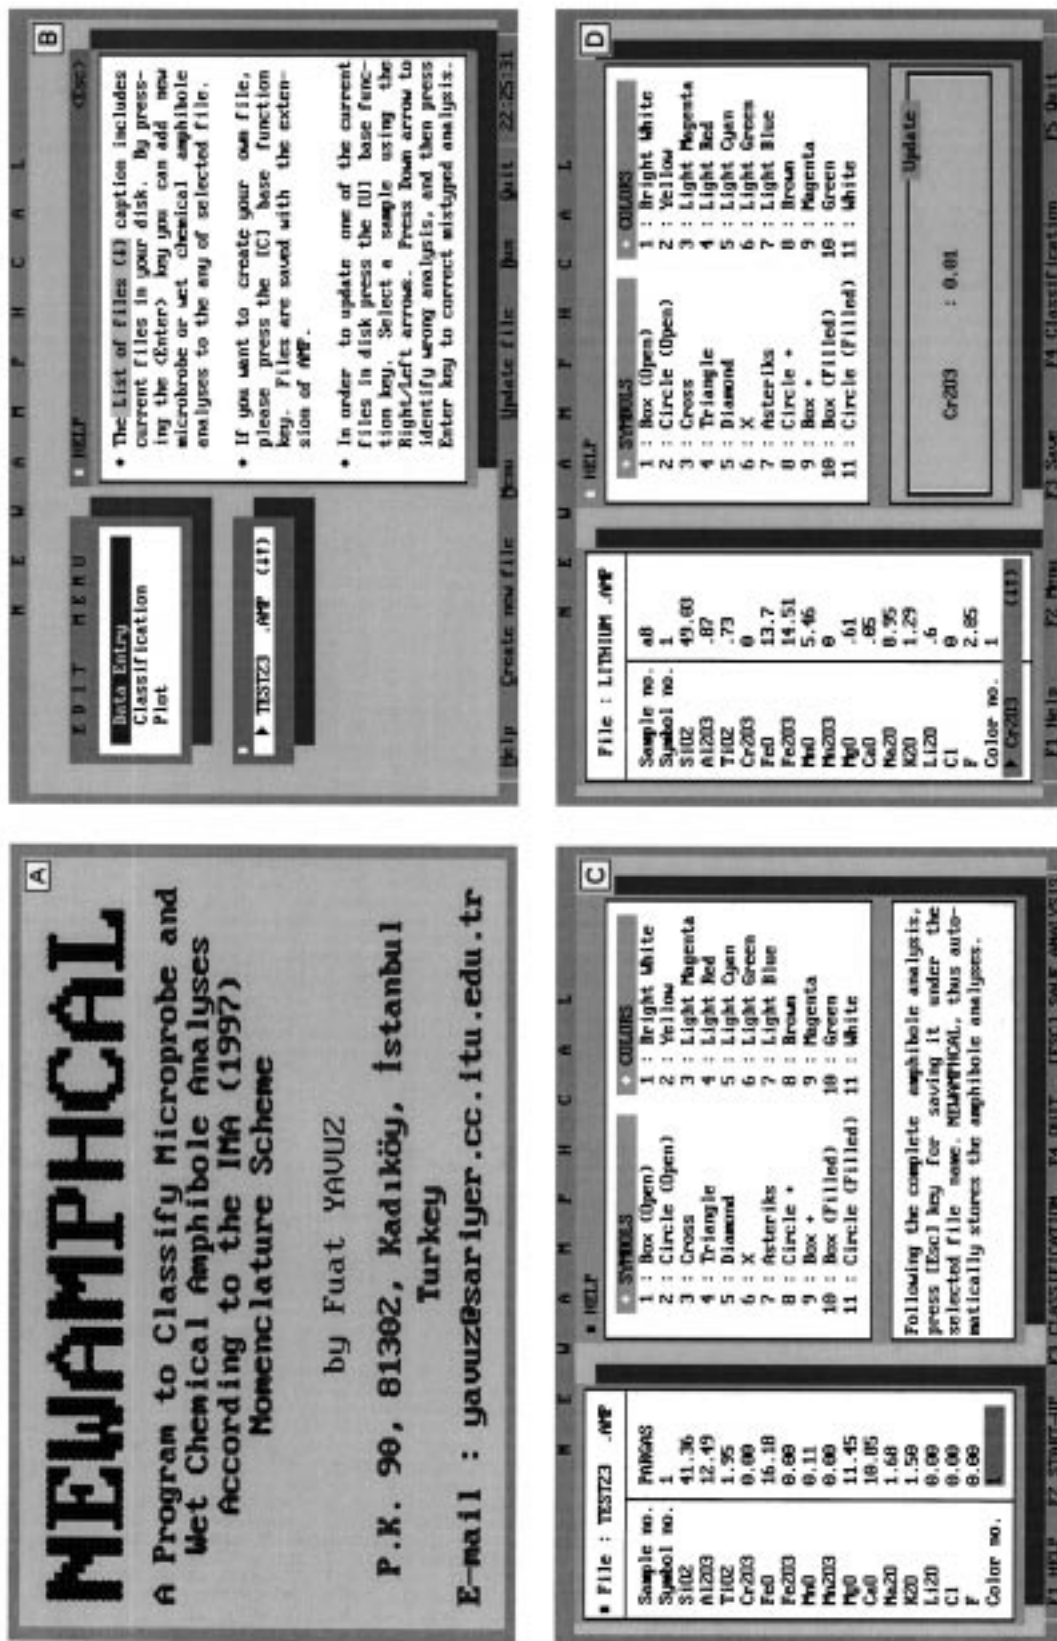 A
NEWAMPHCAL
A Program to Classify Microprobe and
Wet Chemical Amphibole Analyses
According to the IMA (1997)
Nomenclature Scheme
by Fuat YAVUZ
P.K. 90, 81302, Kadıköy, İstanbul
Turkey
E-mail : yavuz@sariyer.cc.itu.edu.tr
B
N E W A M P H C A L
EDIT MENU
Data Entry
Classification
Plot
▶ TEST23 .AMP (↓↑)
HELP <Esc>
• The List of files (↓) caption includes
current files in your disk. By press-
ing the <Enter> key you can add new
microbrobe or wet chemical amphibole
analyses to the any of selected file.
• If you want to create your own file,
please press the [C] base function
key. Files are saved with the exten-
sion of AMP.
• In order to update one of the current
files in disk press the [U] base func-
tion key. Select a sample using the
Right/Left arrows. Press Down arrow to
identify wrong analysis, and then press
Enter key to correct mistyped analysis.
Help Create new file Menu Update file Run Quit 22:25:31
C
N E W A M P H C A L
▪ File : TEST23 .AMP
Sample no. PARGAS
Symbol no. 1
SiO2 41.36
Al2O3 12.49
TiO2 1.95
Cr2O3 0.00
FeO 16.18
Fe2O3 0.00
MnO 0.11
Mn2O3 0.00
MgO 11.45
CaO 10.85
Na2O 1.68
K2O 1.50
Li2O 0.00
Cl 0.00
F 0.00
Color no. 1
▪ HELP
• SYMBOLS • COLORS
1 : Box (Open) 1 : Bright White
2 : Circle (Open) 2 : Yellow
3 : Cross 3 : Light Magenta
4 : Triangle 4 : Light Red
5 : Diamond 5 : Light Cyan
6 : X 6 : Light Green
7 : Asteriks 7 : Light Blue
8 : Circle + 8 : Brown
9 : Box + 9 : Magenta
10 : Box (Filled) 10 : Green
11 : Circle (Filled) 11 : White
Following the complete amphibole analysis,
press [Esc] key for saving it under the
selected file name. NEWAMPHCAL, thus auto-
matically stores the amphibole analyses.
D
N E W A M P H C A L
File : LITHIUM .AMP
Sample no. a8
Symbol no. 1
SiO2 49.03
Al2O3 .87
TiO2 .73
Cr2O3 0
FeO 13.7
Fe2O3 14.51
MnO 5.46
Mn2O3 0
MgO .61
CaO .05
Na2O 8.95
K2O 1.29
Li2O .6
Cl 0
F 2.85
Color no. 1
▶ Cr2O3 (↓↑)
HELP
• SYMBOLS • COLORS
1 : Box (Open) 1 : Bright White
2 : Circle (Open) 2 : Yellow
3 : Cross 3 : Light Magenta
4 : Triangle 4 : Light Red
5 : Diamond 5 : Light Cyan
6 : X 6 : Light Green
7 : Asteriks 7 : Light Blue
8 : Circle + 8 : Brown
9 : Box + 9 : Magenta
10 : Box (Filled) 10 : Green
11 : Circle (Filled) 11 : White
Update
Cr2O3 : 0.01
F1 Help F2 Menu F3 Save F4 Classification F5 Quit